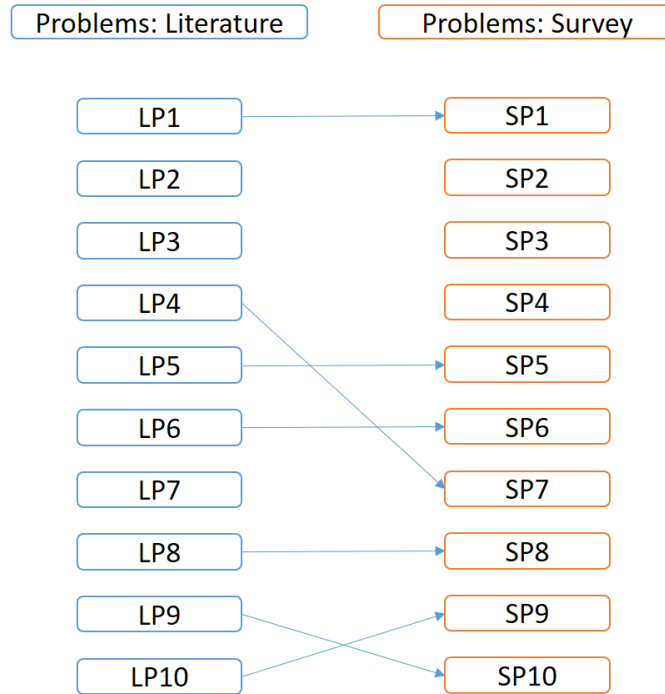 Problems: Literature
Problems: Survey
LP1
SP1
LP2
SP2
LP3
SP3
LP4
SP4
LP5
SP5
LP6
SP6
LP7
SP7
LP8
SP8
LP9
SP9
LP10
SP10